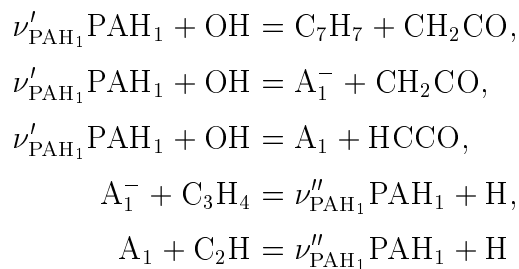 ν′_{PAH₁}PAH₁ + OH = C₇H₇ + CH₂CO,
ν′_{PAH₁}PAH₁ + OH = A₁⁻ + CH₂CO,
ν′_{PAH₁}PAH₁ + OH = A₁ + HCCO,
A₁⁻ + C₃H₄ = ν″_{PAH₁}PAH₁ + H,
A₁ + C₂H = ν″_{PAH₁}PAH₁ + H